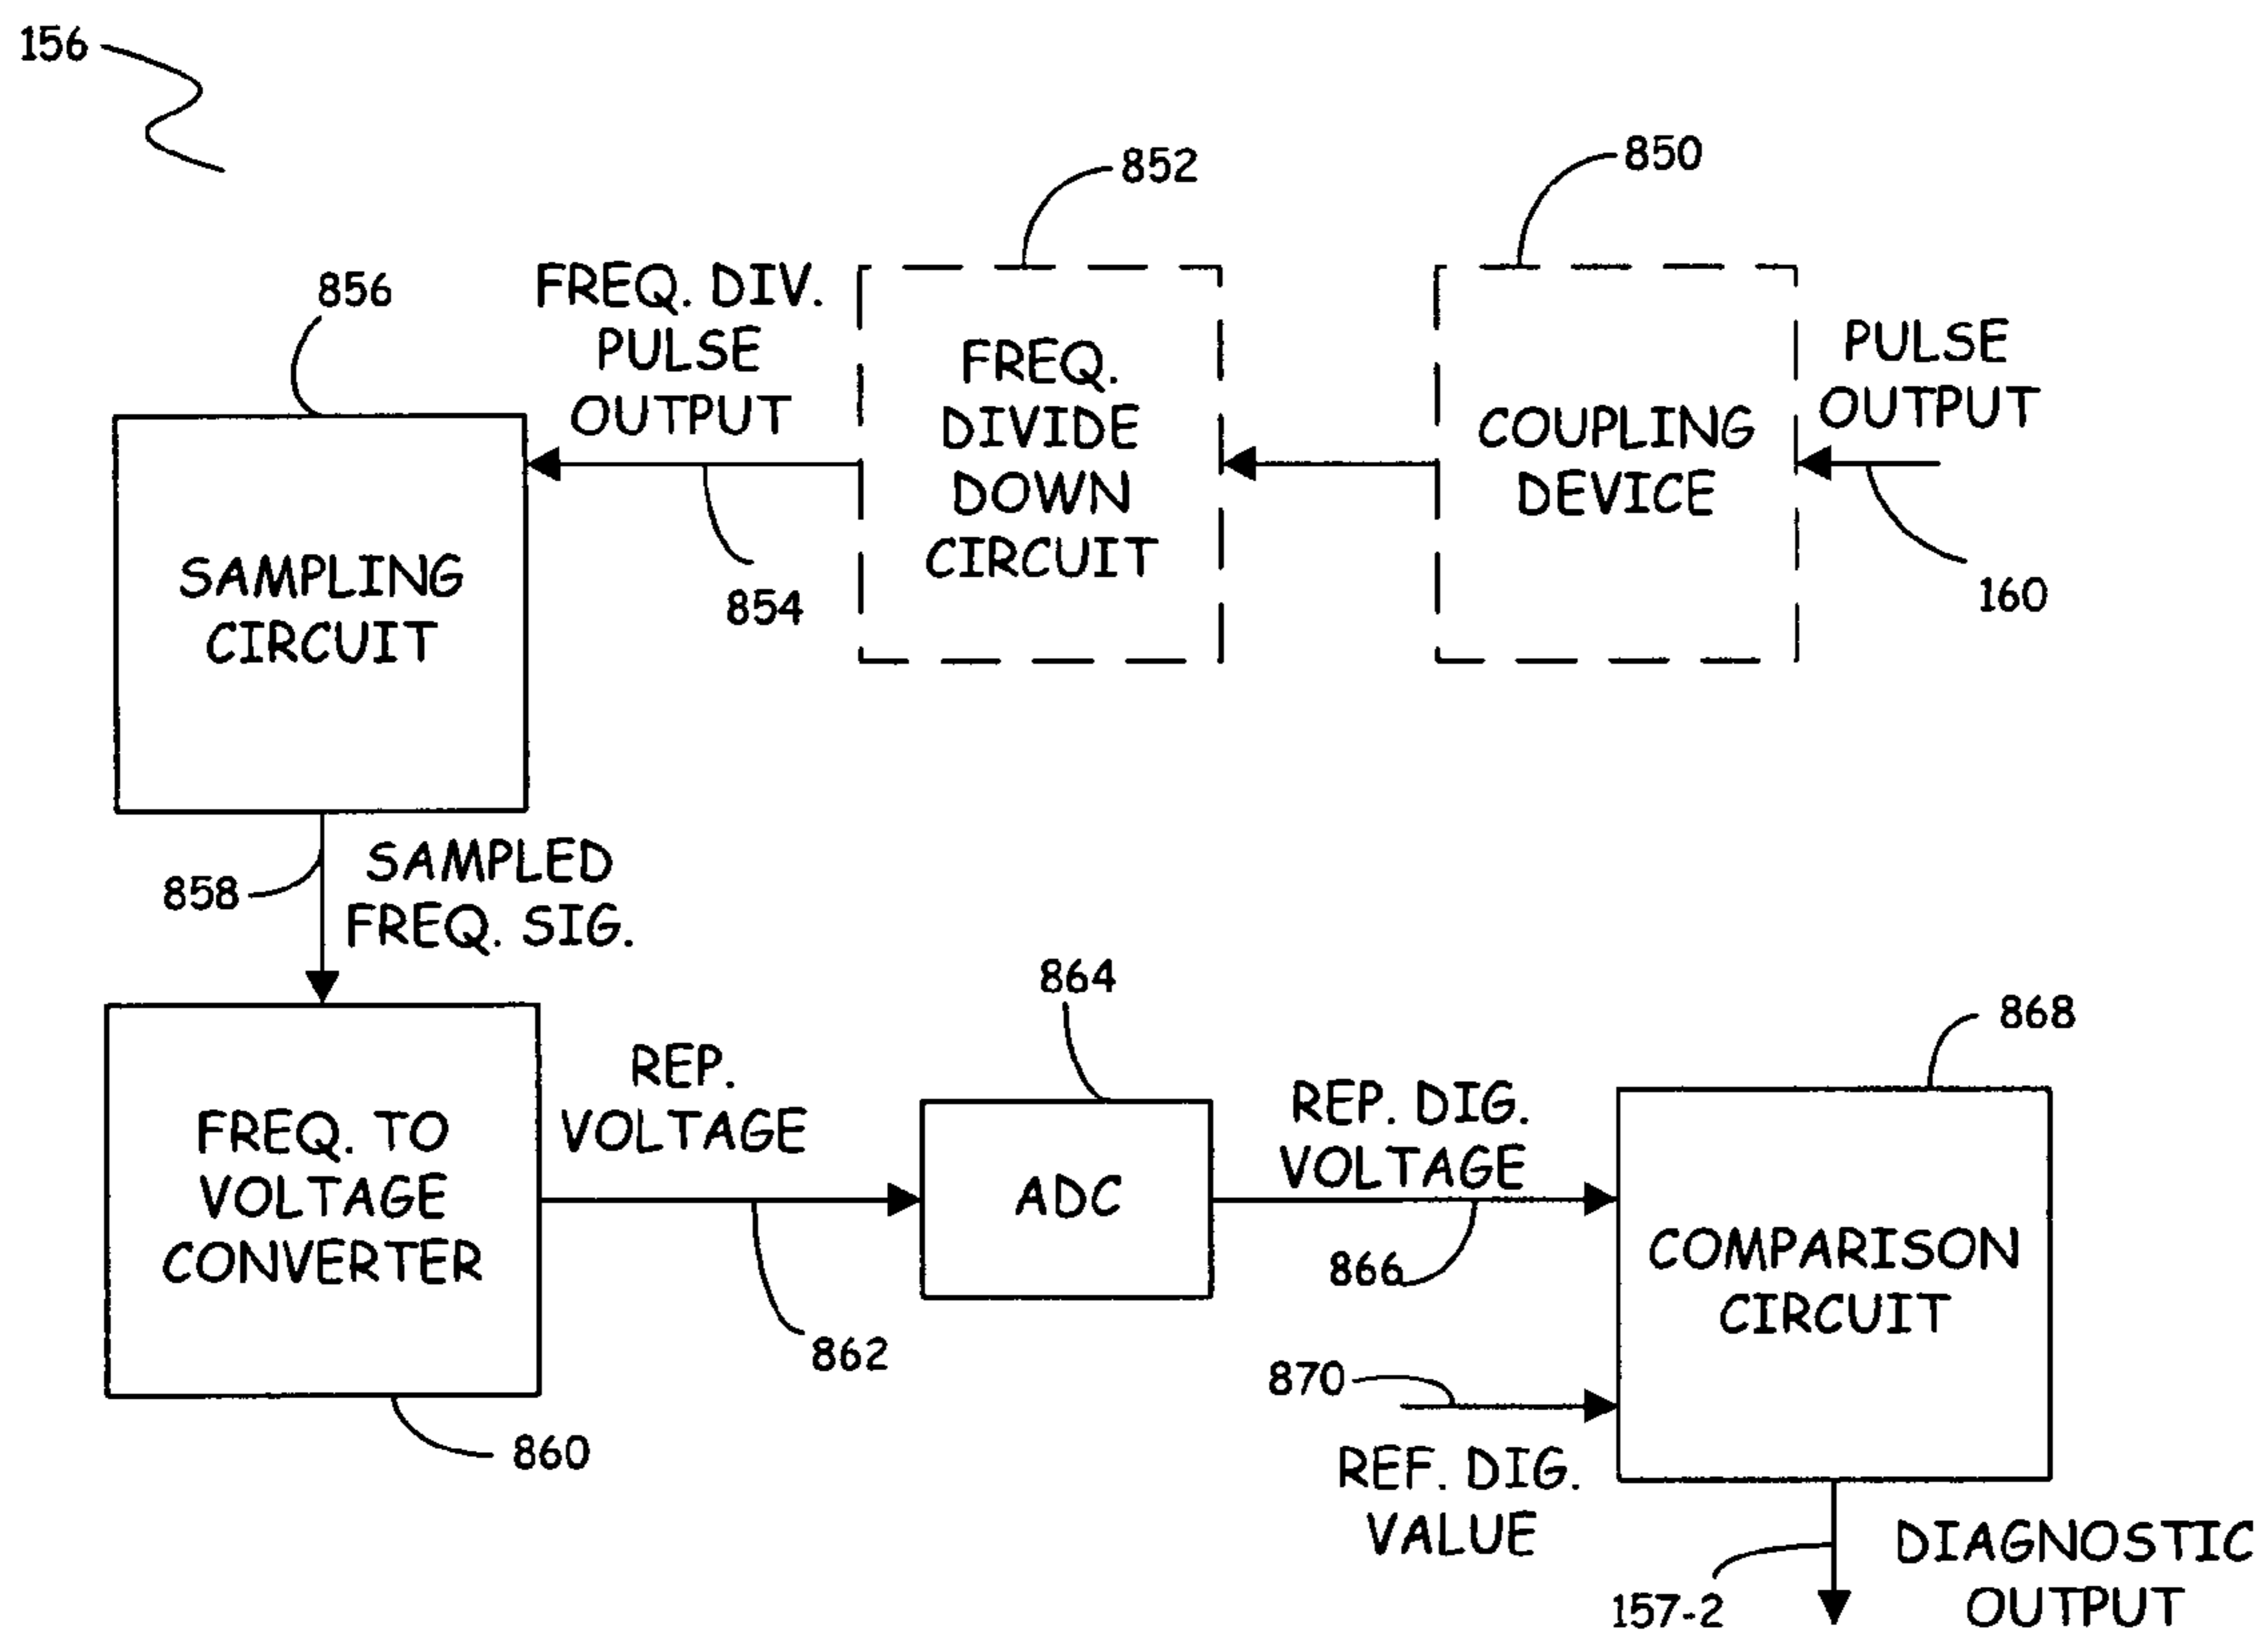 156
852
850
856
FREQ. DIV.
PULSE
OUTPUT
FREQ.
DIVIDE
DOWN
CIRCUIT
COUPLING
DEVICE
PULSE
OUTPUT
SAMPLING
CIRCUIT
854
160
858
SAMPLED
FREQ. SIG.
864
868
FREQ. TO
VOLTAGE
CONVERTER
REP.
VOLTAGE
ADC
REP. DIG.
VOLTAGE
COMPARISON
CIRCUIT
866
862
870
860
REF. DIG.
VALUE
157-2
DIAGNOSTIC
OUTPUT